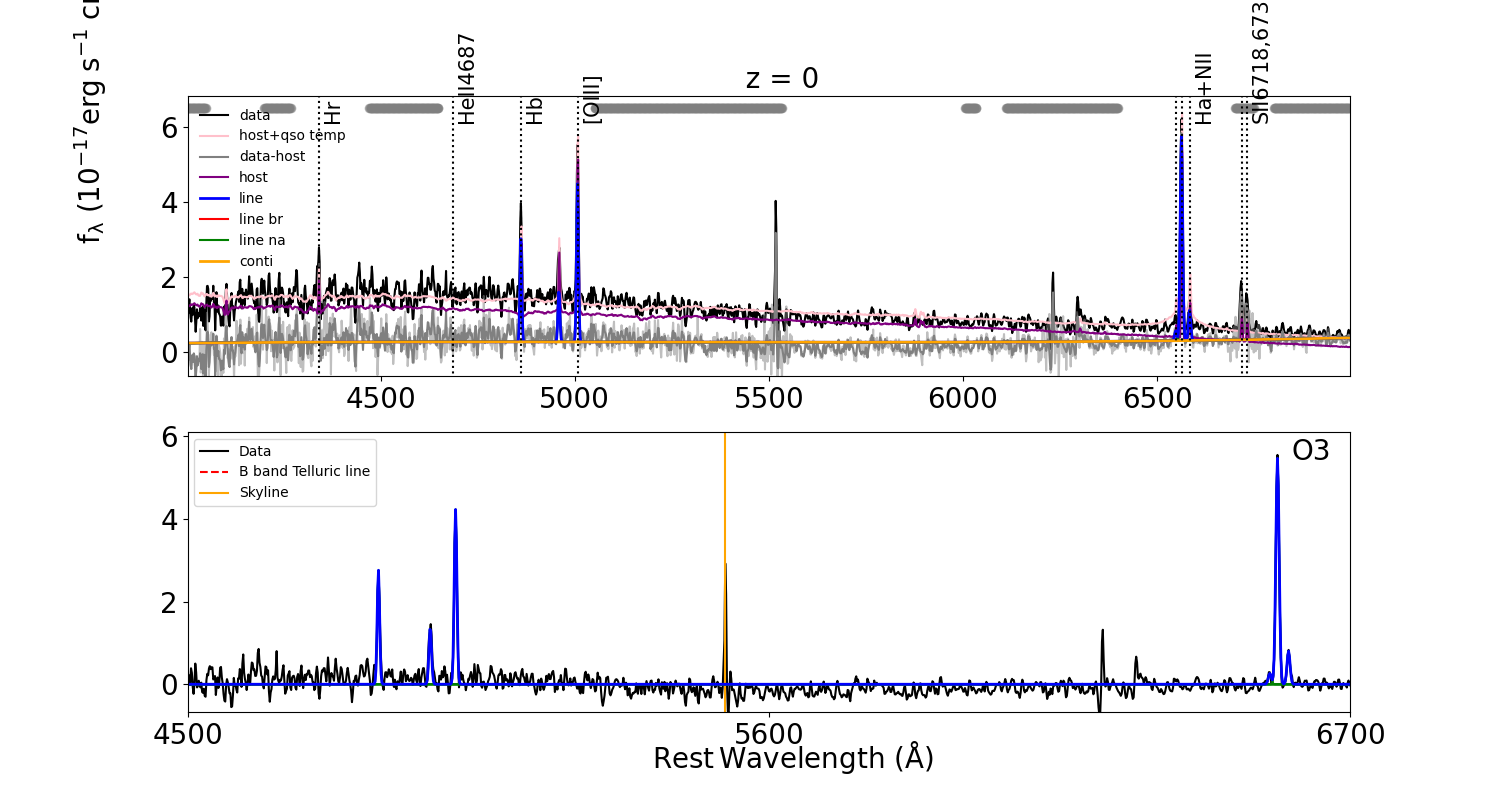 z = 0
fλ (10−17erg s−1 c
Hr
HeII4687
Hb
[OIII]
Ha+NII
SII6718,673
data
host+qso temp
data-host
host
line
line br
line na
conti
6
4
2
0
4500
5000
5500
6000
6500
O3
Data
B band Telluric line
Skyline
6
4
2
0
4500
5600
6700
Rest Wavelength (Å)